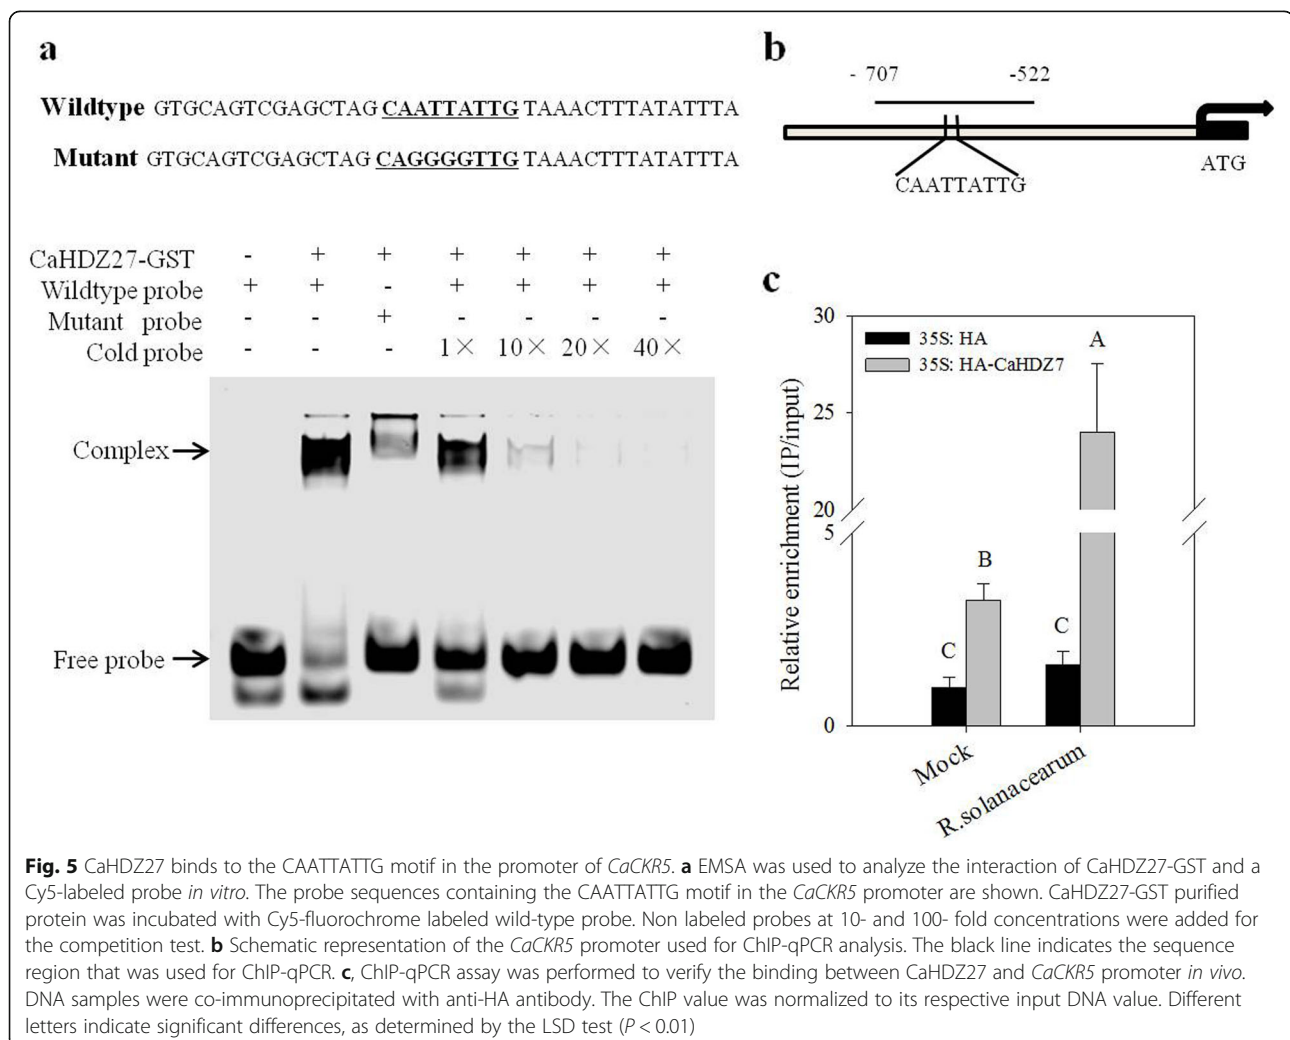 a
Wildtype GTGCAGTCGAGCTAG CAATTATTG TAAACTTTATATTTA
Mutant GTGCAGTCGAGCTAG CAGGGGTTG TAAACTTTATATTTA
CaHDZ27-GST - + + + + + +
Wildtype probe + + - + + + +
Mutant probe - - + - - - -
Cold probe - - - 1× 10× 20× 40×
Complex
Free probe
b
- 707 -522
CAATTATTG
ATG
c
30
25
20
5
0
Relative enrichment (IP/input)
35S: HA
35S: HA-CaHDZ7
A
B
C
C
Mock
R.solanacearum
Fig. 5 CaHDZ27 binds to the CAATTATTG motif in the promoter of CaCKR5. a EMSA was used to analyze the interaction of CaHDZ27-GST and a
Cy5-labeled probe in vitro. The probe sequences containing the CAATTATTG motif in the CaCKR5 promoter are shown. CaHDZ27-GST purified
protein was incubated with Cy5-fluorochrome labeled wild-type probe. Non labeled probes at 10- and 100- fold concentrations were added for
the competition test. b Schematic representation of the CaCKR5 promoter used for ChIP-qPCR analysis. The black line indicates the sequence
region that was used for ChIP-qPCR. c, ChIP-qPCR assay was performed to verify the binding between CaHDZ27 and CaCKR5 promoter in vivo.
DNA samples were co-immunoprecipitated with anti-HA antibody. The ChIP value was normalized to its respective input DNA value. Different
letters indicate significant differences, as determined by the LSD test (P < 0.01)